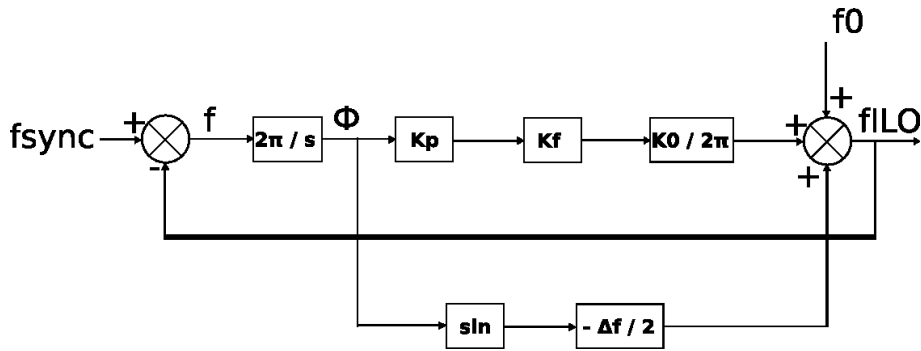 f0
+
fsync
+
f
2π / s
Φ
Kp
Kf
K0 / 2π
+
fILO
-
+
sin
- Δf / 2